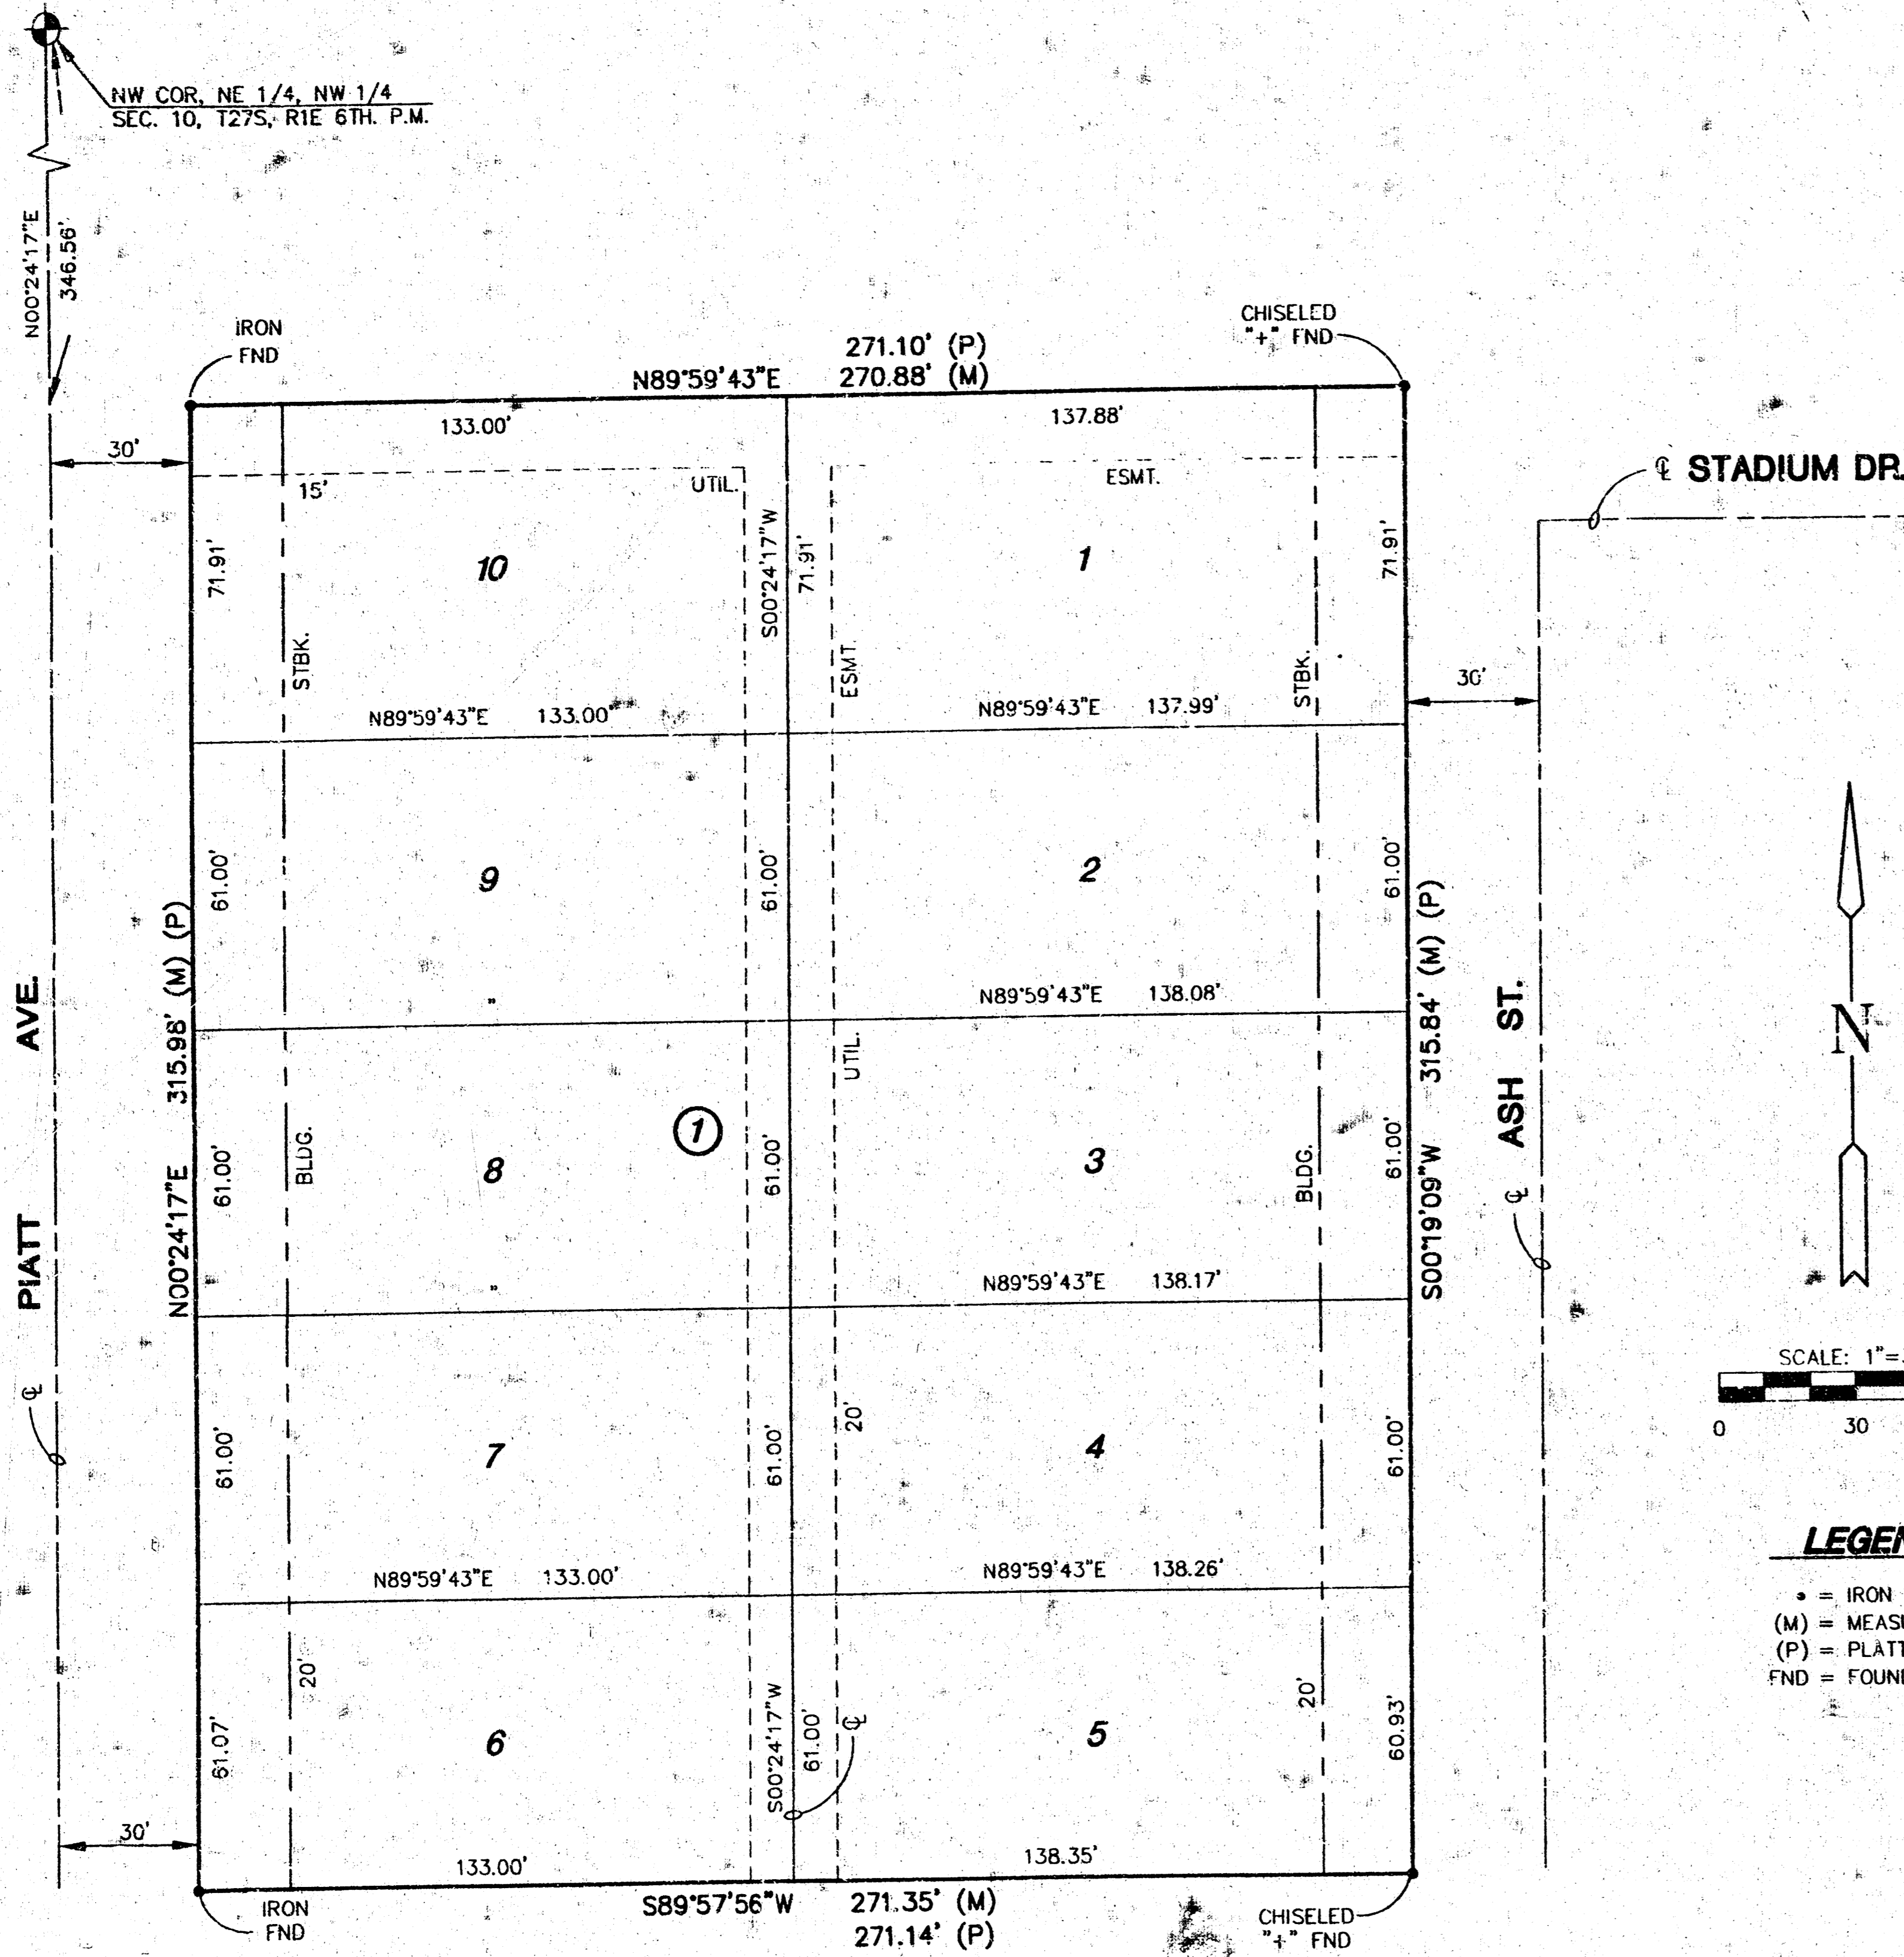 NW COR, NE 1/4, NW 1/4
SEC. 10, T27S, R1E 6TH. P.M.
N00°24'17"E
346.56'
IRON
FND
CHISELED
"+" FND
271.10' (P)
N89°59'43"E 270.88' (M)
133.00'
137.88'
30'
15'
UTIL.
ESMT.
℄ STADIUM DR.
71.91'
10
S00°24'17"W
71.91'
1
71.91'
STBK.
ESMT.
STBK.
30'
N89°59'43"E 133.00'
N89°59'43"E 137.99'
61.00'
9
61.00'
2
61.00'
"
N89°59'43"E 138.08'
PIATT AVE.
N00°24'17"E 315.98' (M) (P)
S00°19'09"W 315.84' (M) (P)
ASH ST.
N
UTIL.
BLDG.
61.00'
8
1
61.00'
3
BLDG.
61.00'
℄
"
N89°59'43"E 138.17'
SCALE: 1"=
0 30
℄
61.00'
7
61.00'
20'
4
61.00'
N89°59'43"E 133.00'
N89°59'43"E 138.26'
LEGEN
• = IRON
(M) = MEASU
(P) = PLATT
FND = FOUN
20'
61.07'
6
S00°24'17"W
61.00'
℄
5
20'
60.93'
30'
133.00'
138.35'
S89°57'56"W 271.35' (M)
271.14' (P)
IRON
FND
CHISELED
"+" FND